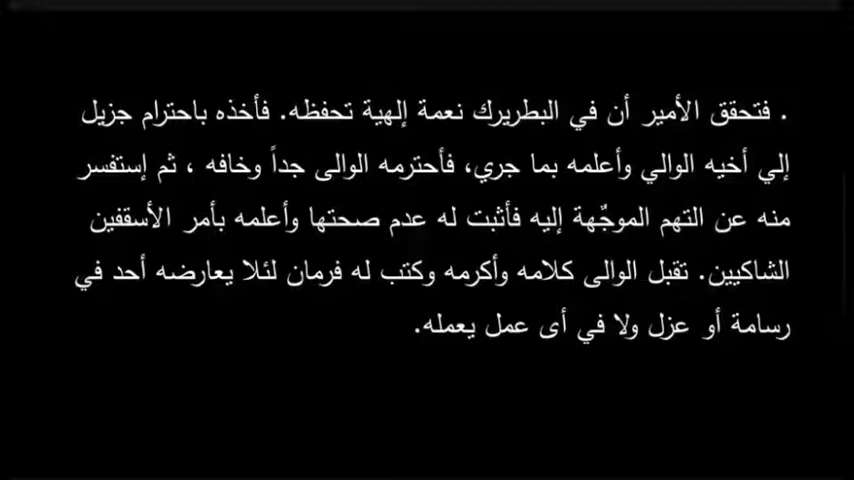 . فتحقق الأمير أن في البطريرك نعمة إلهية تحفظه. فأخذه باحترام جزيل
إلي أخيه الوالي وأعلمه بما جري، فأحترمه الوالى جداً وخافه ، ثم إستفسر
منه عن التهم الموجٌهة إليه فأثبت له عدم صحتها وأعلمه بأمر الأسقفين
الشاكيين. تقبل الوالى كلامه وأكرمه وكتب له فرمان لئلا يعارضه أحد في
رسامة أو عزل ولا في أى عمل يعمله.